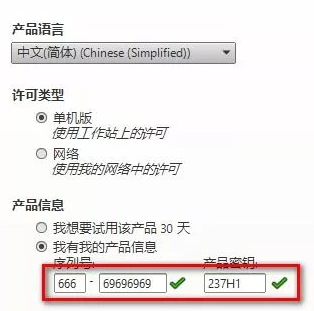 产品语言
中文(简体) (Chinese (Simplified))
许可类型
单机版
使用工作站上的许可
网络
使用我的网络中的许可
产品信息
我想要试用该产品 30 天
我有我的产品信息
序列号: 产品密钥:
666 - 69696969 237H1